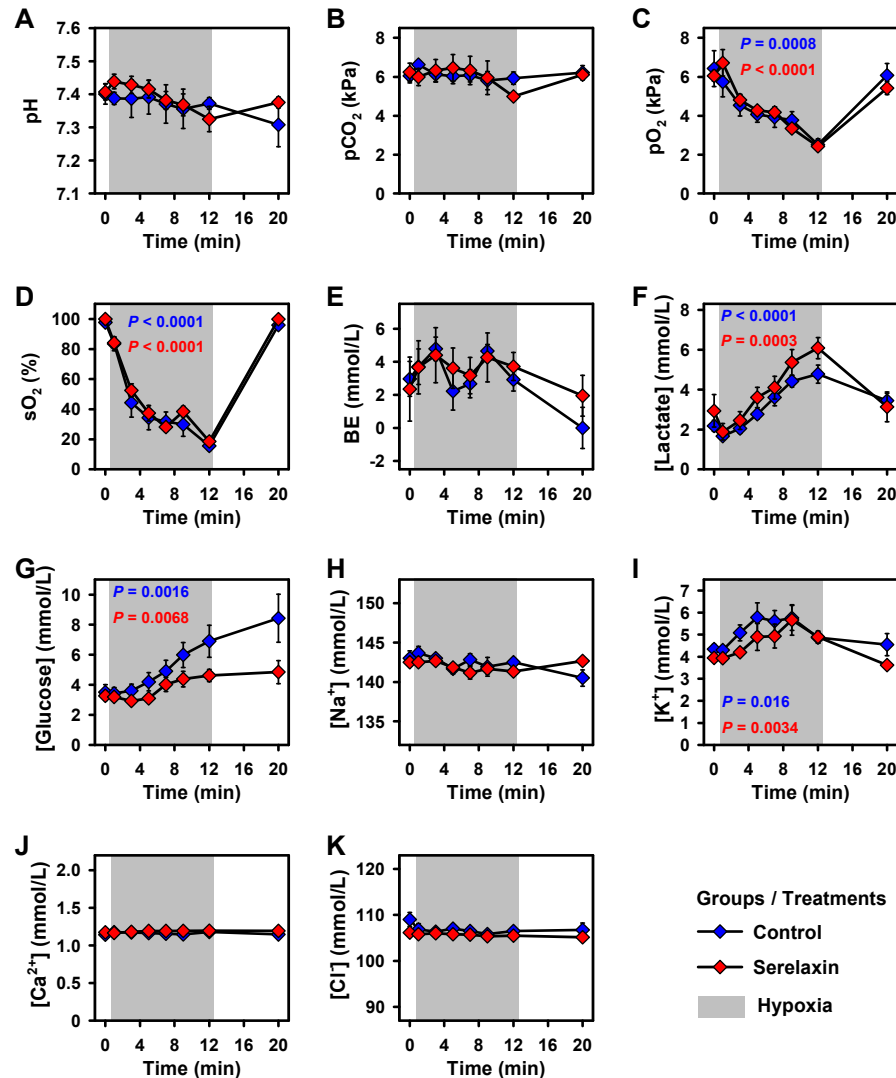 A
7.6
7.5
7.4
7.3
7.2
7.1
pH
0 4 8 12 16 20
Time (min)
B
8
6
4
2
0
pCO2 (kPa)
0 4 8 12 16 20
Time (min)
C
8
6
4
2
0
pO2 (kPa)
P = 0.0008
P < 0.0001
0 4 8 12 16 20
Time (min)
D
100
80
60
40
20
0
sO2 (%)
P < 0.0001
P < 0.0001
0 4 8 12 16 20
Time (min)
E
6
4
2
0
-2
BE (mmol/L)
0 4 8 12 16 20
Time (min)
F
8
6
4
2
0
[Lactate] (mmol/L)
P < 0.0001
P = 0.0003
0 4 8 12 16 20
Time (min)
G
10
8
6
4
2
0
[Glucose] (mmol/L)
P = 0.0016
P = 0.0068
0 4 8 12 16 20
Time (min)
H
150
145
140
135
[Na+] (mmol/L)
0 4 8 12 16 20
Time (min)
I
7
6
5
4
3
2
1
0
[K+] (mmol/L)
P = 0.016
P = 0.0034
0 4 8 12 16 20
Time (min)
J
2.0
1.5
1.0
0.5
0.0
[Ca2+] (mmol/L)
0 4 8 12 16 20
Time (min)
K
120
110
100
90
[Cl-] (mmol/L)
0 4 8 12 16 20
Time (min)
Groups / Treatments
Control
Serelaxin
Hypoxia